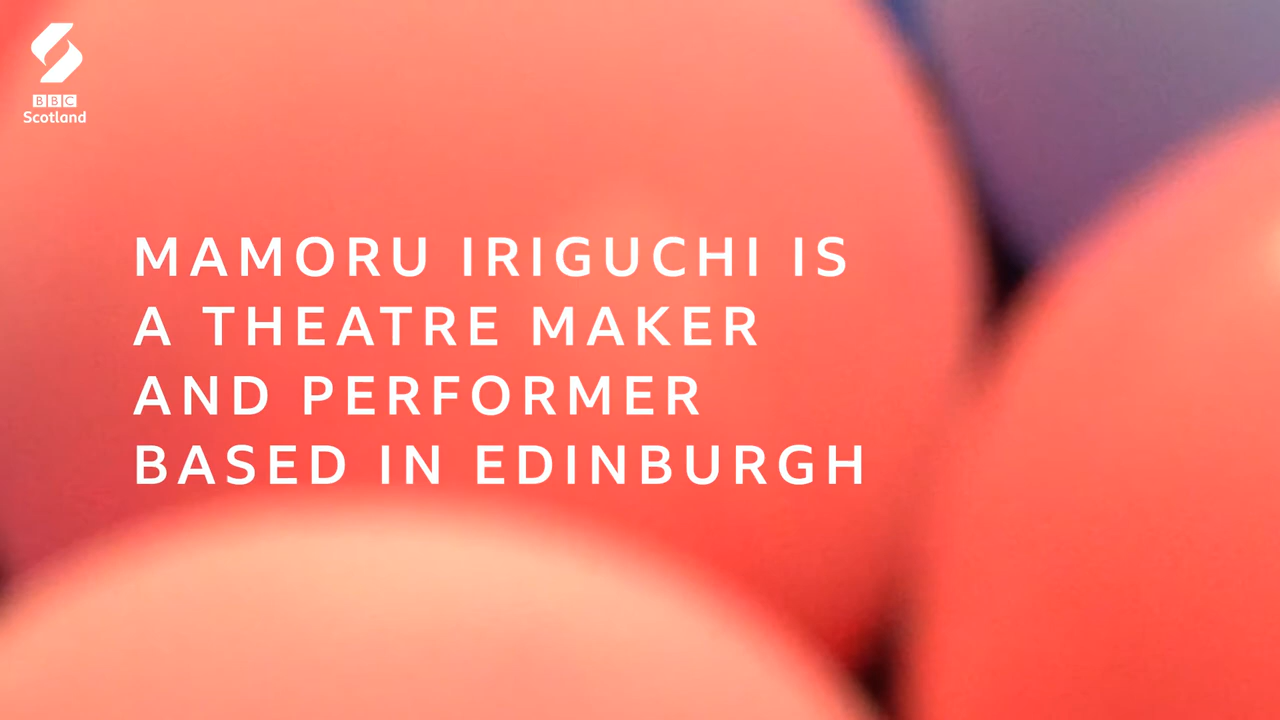 BBC
Scotland
MAMORU IRIGUCHI IS
A THEATRE MAKER
AND PERFORMER
BASED IN EDINBURGH